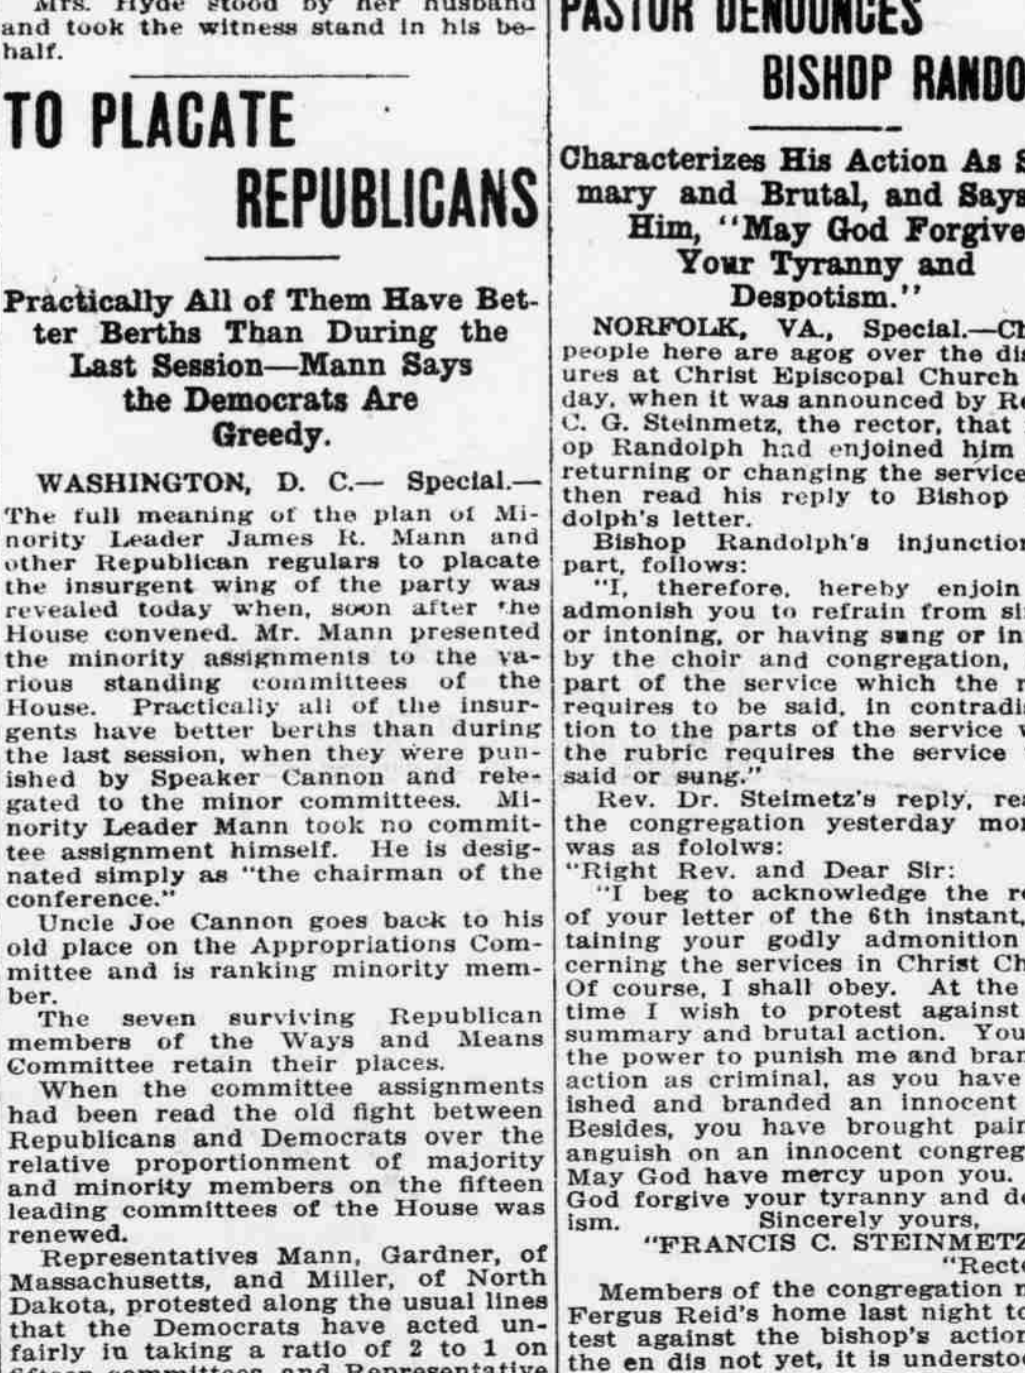 Mrs. Hyde stood by her husband
and took the witness stand in his be-
half.
TO PLACATE
REPUBLICANS
Practically All of Them Have Bet-
ter Berths Than During the
Last Session—Mann Says
the Democrats Are
Greedy.
WASHINGTON, D. C.— Special.—
The full meaning of the plan of Mi-
nority Leader James R. Mann and
other Republican regulars to placate
the insurgent wing of the party was
revealed today when, soon after the
House convened. Mr. Mann presented
the minority assignments to the va-
rious standing committees of the
House. Practically all of the insur-
gents have better berths than during
the last session, when they were pun-
ished by Speaker Cannon and rele-
gated to the minor committees. Mi-
nority Leader Mann took no commit-
tee assignment himself. He is desig-
nated simply as "the chairman of the
conference."
Uncle Joe Cannon goes back to his
old place on the Appropriations Com-
mittee and is ranking minority mem-
ber.
The seven surviving Republican
members of the Ways and Means
Committee retain their places.
When the committee assignments
had been read the old fight between
Republicans and Democrats over the
relative proportionment of majority
and minority members on the fifteen
leading committees of the House was
renewed.
Representatives Mann, Gardner, of
Massachusetts, and Miller, of North
Dakota, protested along the usual lines
that the Democrats have acted un-
fairly in taking a ratio of 2 to 1 on
fifteen committees and Representative
PASTOR DENOUNCES
BISHOP RANDO
Characterizes His Action As S
mary and Brutal, and Says
Him, "May God Forgive
Your Tyranny and
Despotism."
NORFOLK, VA., Special.—Ch
people here are agog over the dis
ures at Christ Episcopal Church
day, when it was announced by Re
C. G. Steinmetz, the rector, that
op Randolph had enjoined him
returning or changing the service
then read his reply to Bishop
dolph's letter.
Bishop Randolph's injunction
part, follows:
"I, therefore, hereby enjoin
admonish you to refrain from si
or intoning, or having sung or in
by the choir and congregation,
part of the service which the r
requires to be said, in contradis
tion to the parts of the service w
the rubric requires the service
said or sung."
Rev. Dr. Steimetz's reply, re
the congregation yesterday mor
was as fololws:
"Right Rev. and Dear Sir:
"I beg to acknowledge the re
of your letter of the 6th instant,
taining your godly admonition
cerning the services in Christ Ch
Of course, I shall obey. At the
time I wish to protest against
summary and brutal action. You
the power to punish me and bran
action as criminal, as you have
ished and branded an innocent
Besides, you have brought pain
anguish on an innocent congreg
May God have mercy upon you.
God forgive your tyranny and de
ism. Sincerely yours,
"FRANCIS C. STEINMETZ
"Recto
Members of the congregation m
Fergus Reid's home last night to
test against the bishop's action
the en dis not yet, it is understoo